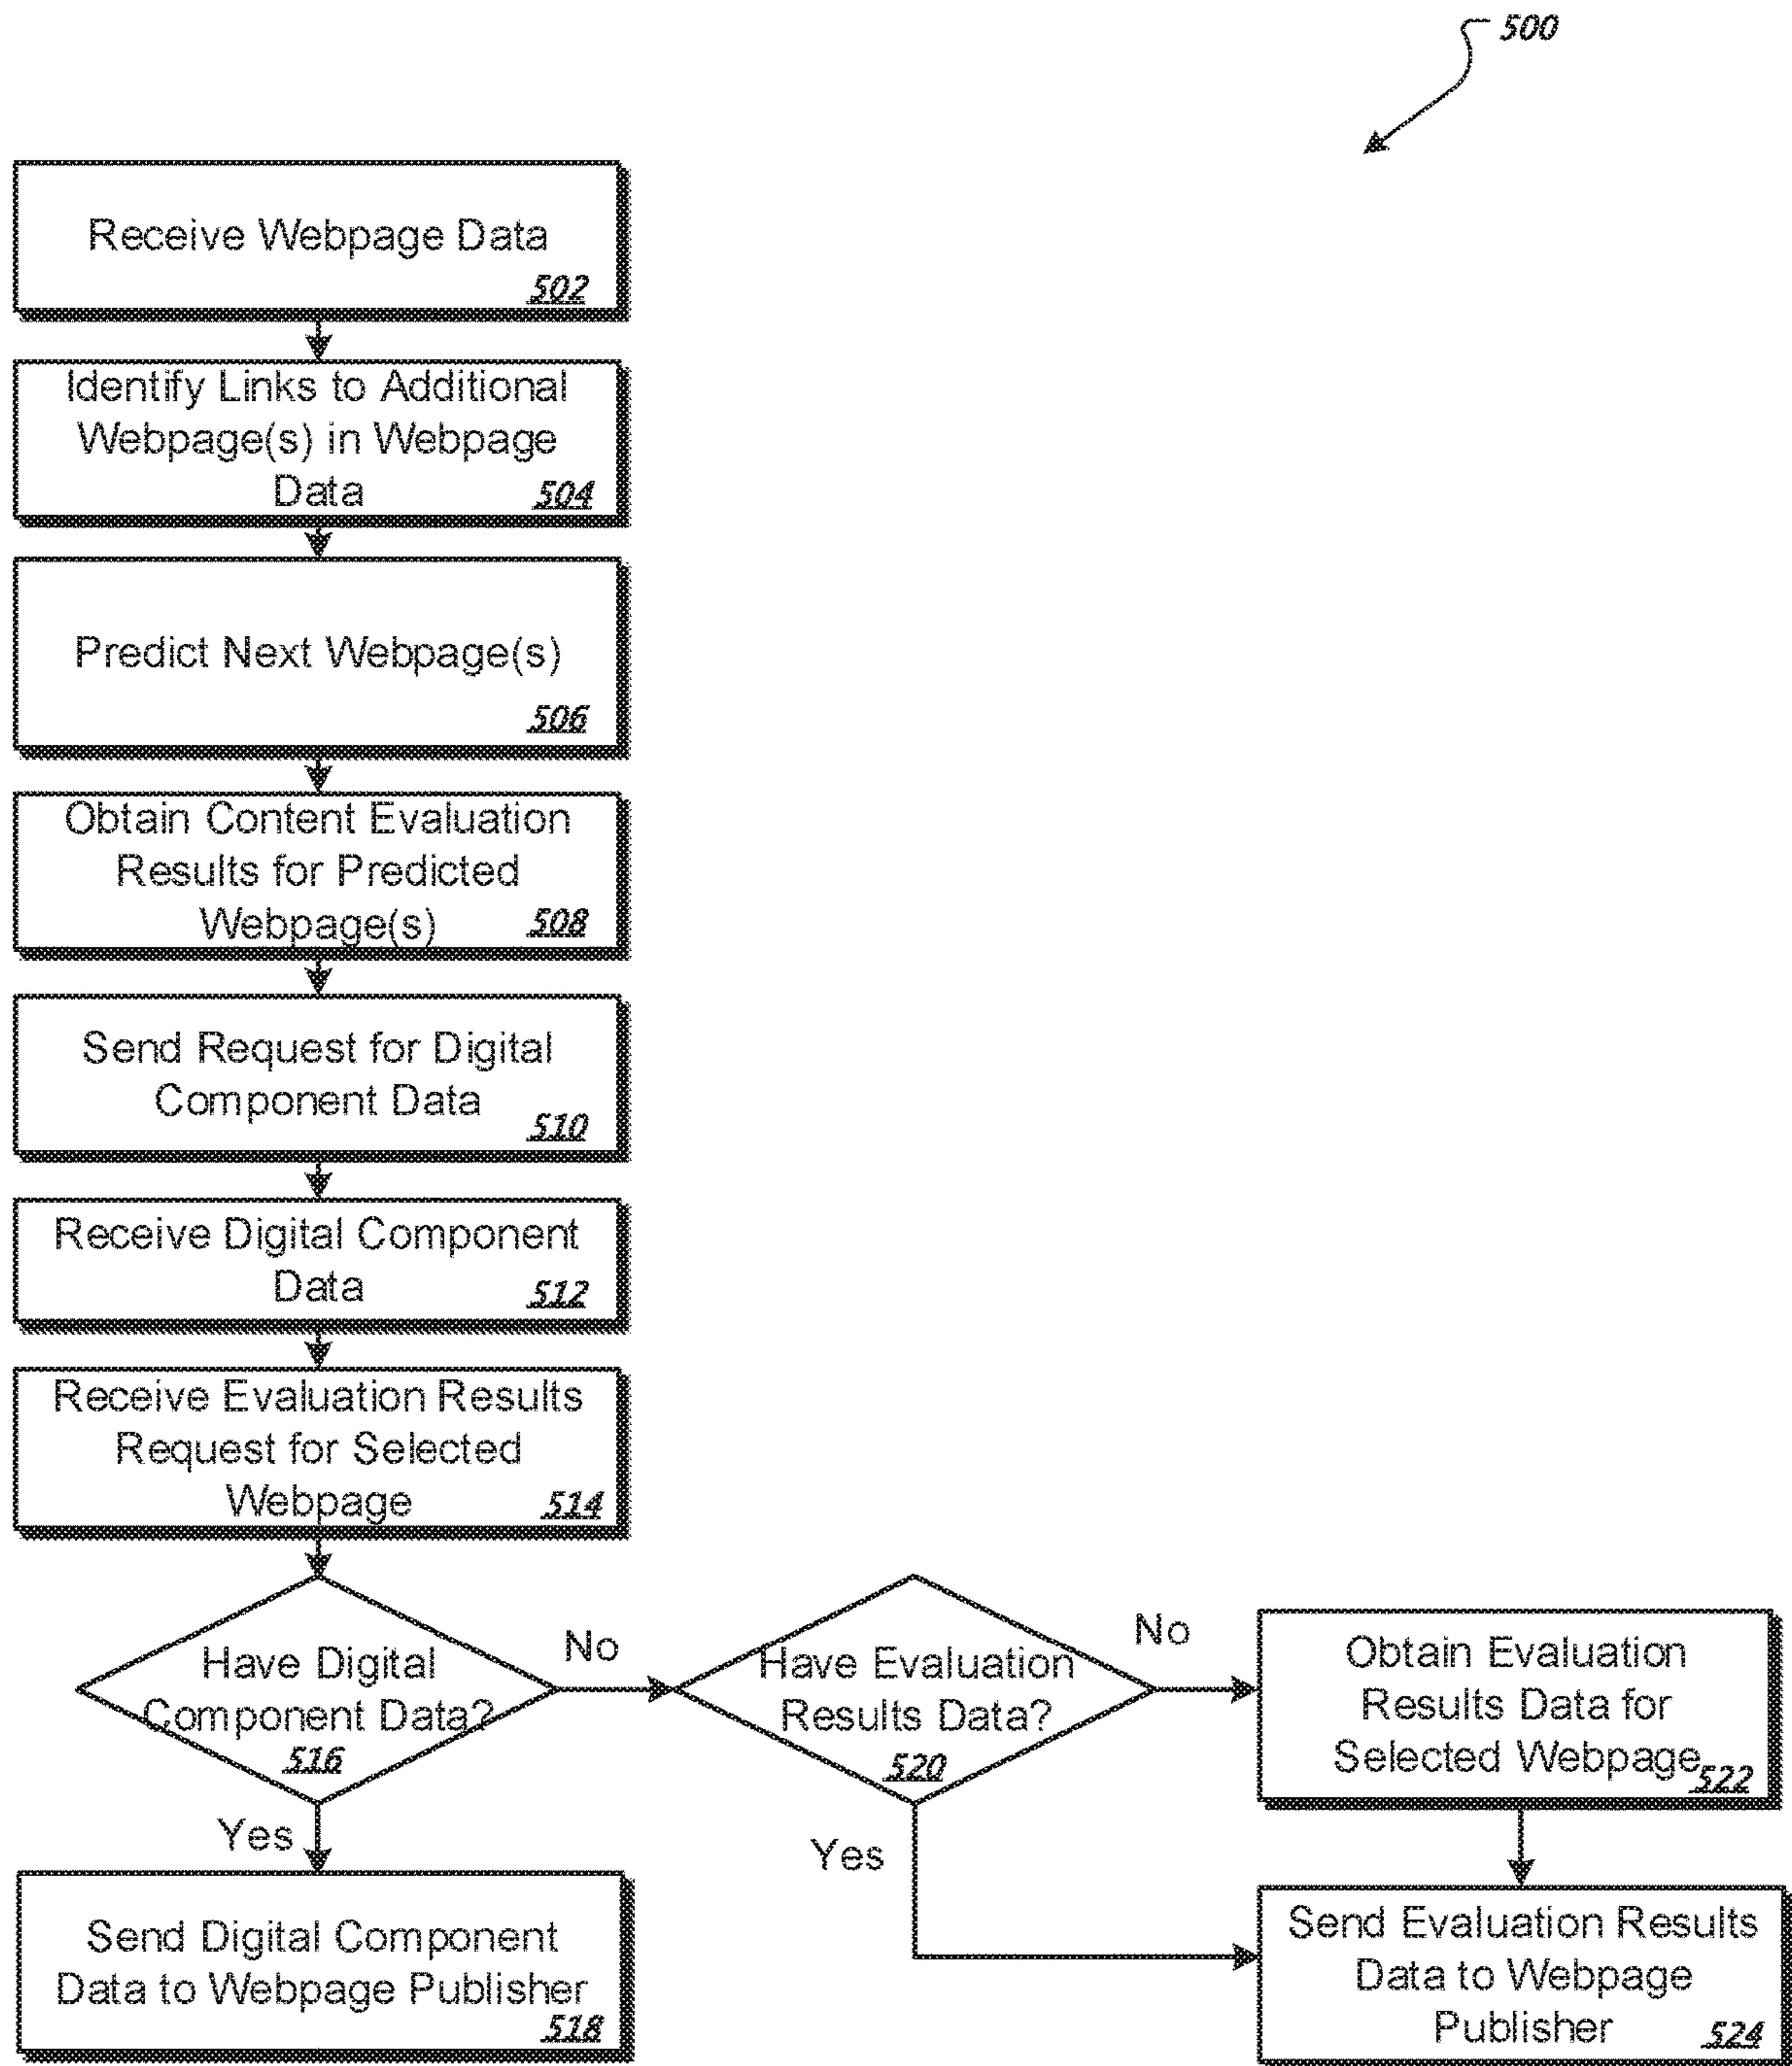 500
Receive Webpage Data
502
Identify Links to Additional
Webpage(s) in Webpage
Data
504
Predict Next Webpage(s)
506
Obtain Content Evaluation
Results for Predicted
Webpage(s)
508
Send Request for Digital
Component Data
510
Receive Digital Component
Data
512
Receive Evaluation Results
Request for Selected
Webpage
514
Have Digital
Component Data?
516
No
Have Evaluation
Results Data?
520
No
Obtain Evaluation
Results Data for
Selected Webpage
522
Yes
Send Digital Component
Data to Webpage Publisher
518
Yes
Send Evaluation Results
Data to Webpage
Publisher
524